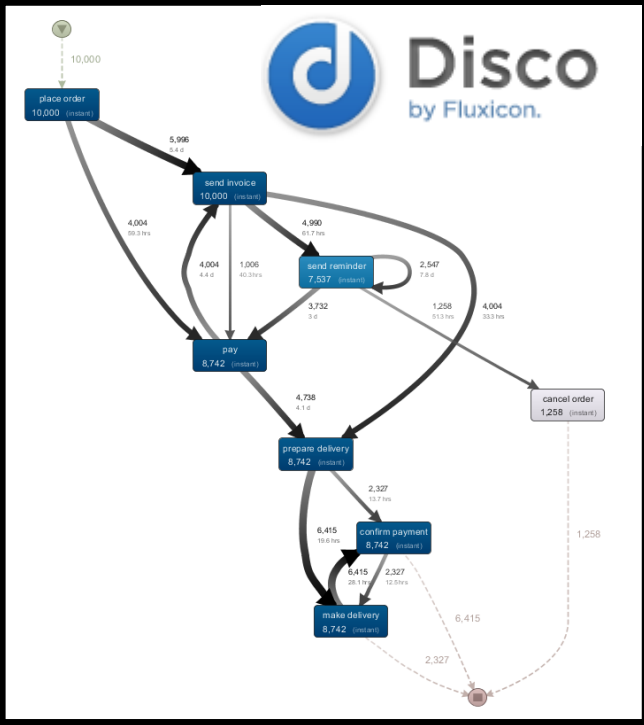 Disco
by Fluxicon.
10,000
place order
10,000 (instant)
5,996
5.4 d
send invoice
10,000 (instant)
4,004
59.3 hrs
4,004
4.4 d
1,006
40.3 hrs
4,990
61.7 hrs
send reminder
7,537 (instant)
2,547
7.8 d
3,732
3 d
1,258
51.3 hrs
4,004
33.3 hrs
pay
8,742 (instant)
cancel order
1,258 (instant)
4,738
4.1 d
prepare delivery
8,742 (instant)
2,327
13.7 hrs
6,415
19.6 hrs
confirm payment
8,742 (instant)
6,415
28.1 hrs
2,327
12.5 hrs
make delivery
8,742 (instant)
1,258
6,415
2,327